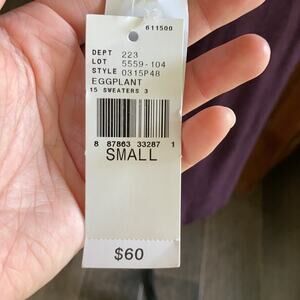 611500
DEPT 223
LOT 5559-104
STYLE 0315P48
EGGPLANT
15 SWEATERS 3
8 87863 33287 1
SMALL
$60